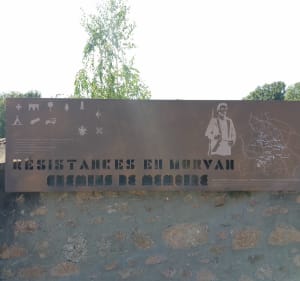 RÉSISTANCES EN MORVAN
CHEMINS DE MÉMOIRE